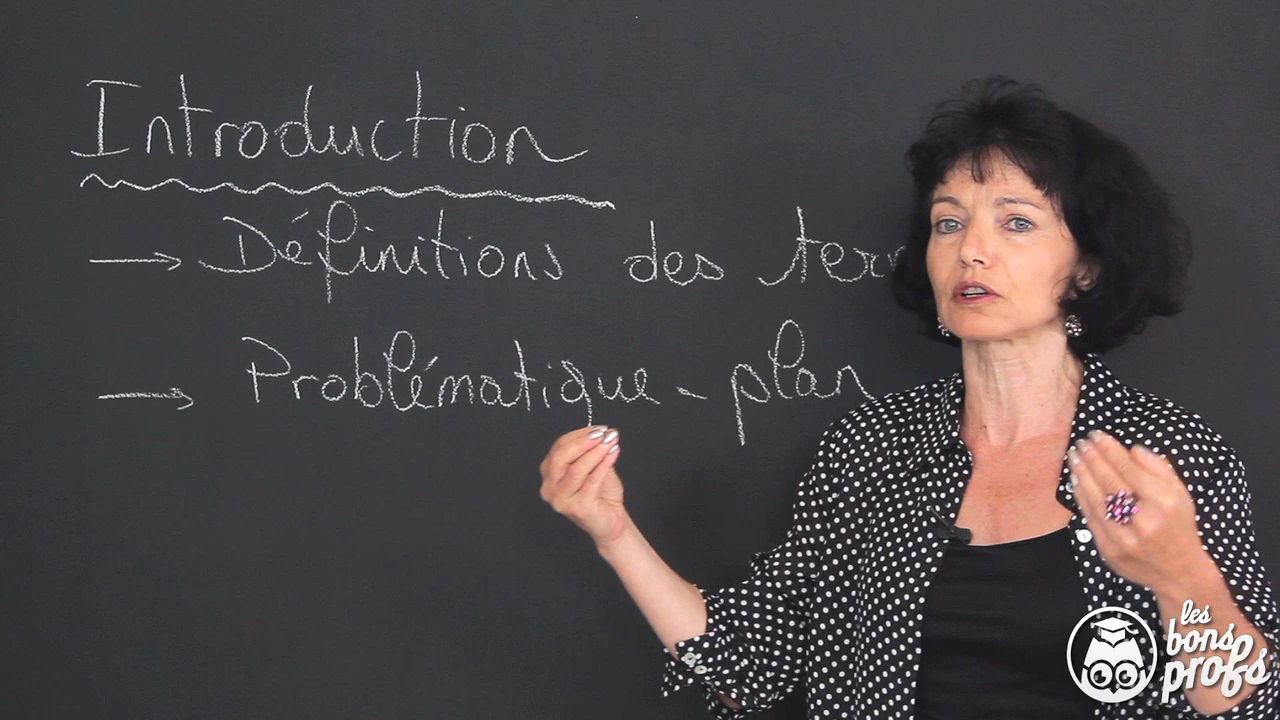 Introduction
→ Définitions des
→ Problématique - plan
les
bons
profs